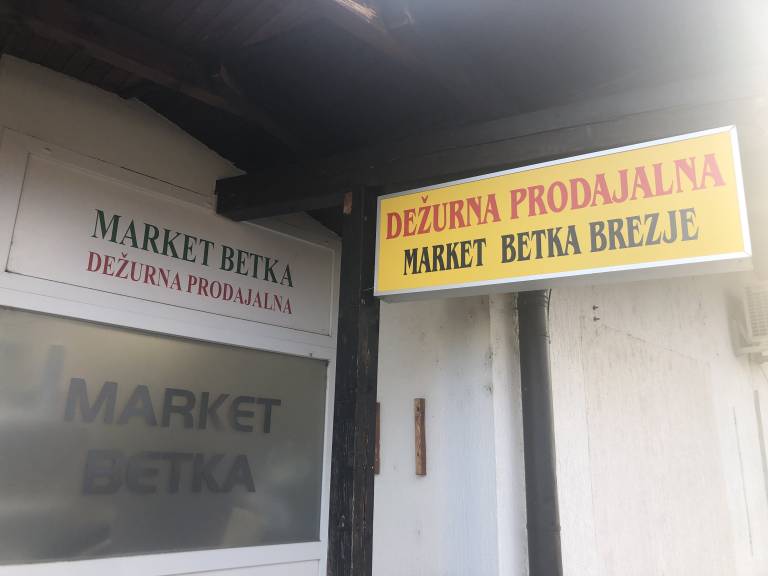 MARKET BETKA
DEŽURNA PRODAJALNA
MARKET
BETKA
DEŽURNA PRODAJALNA
MARKET BETKA BREZJE